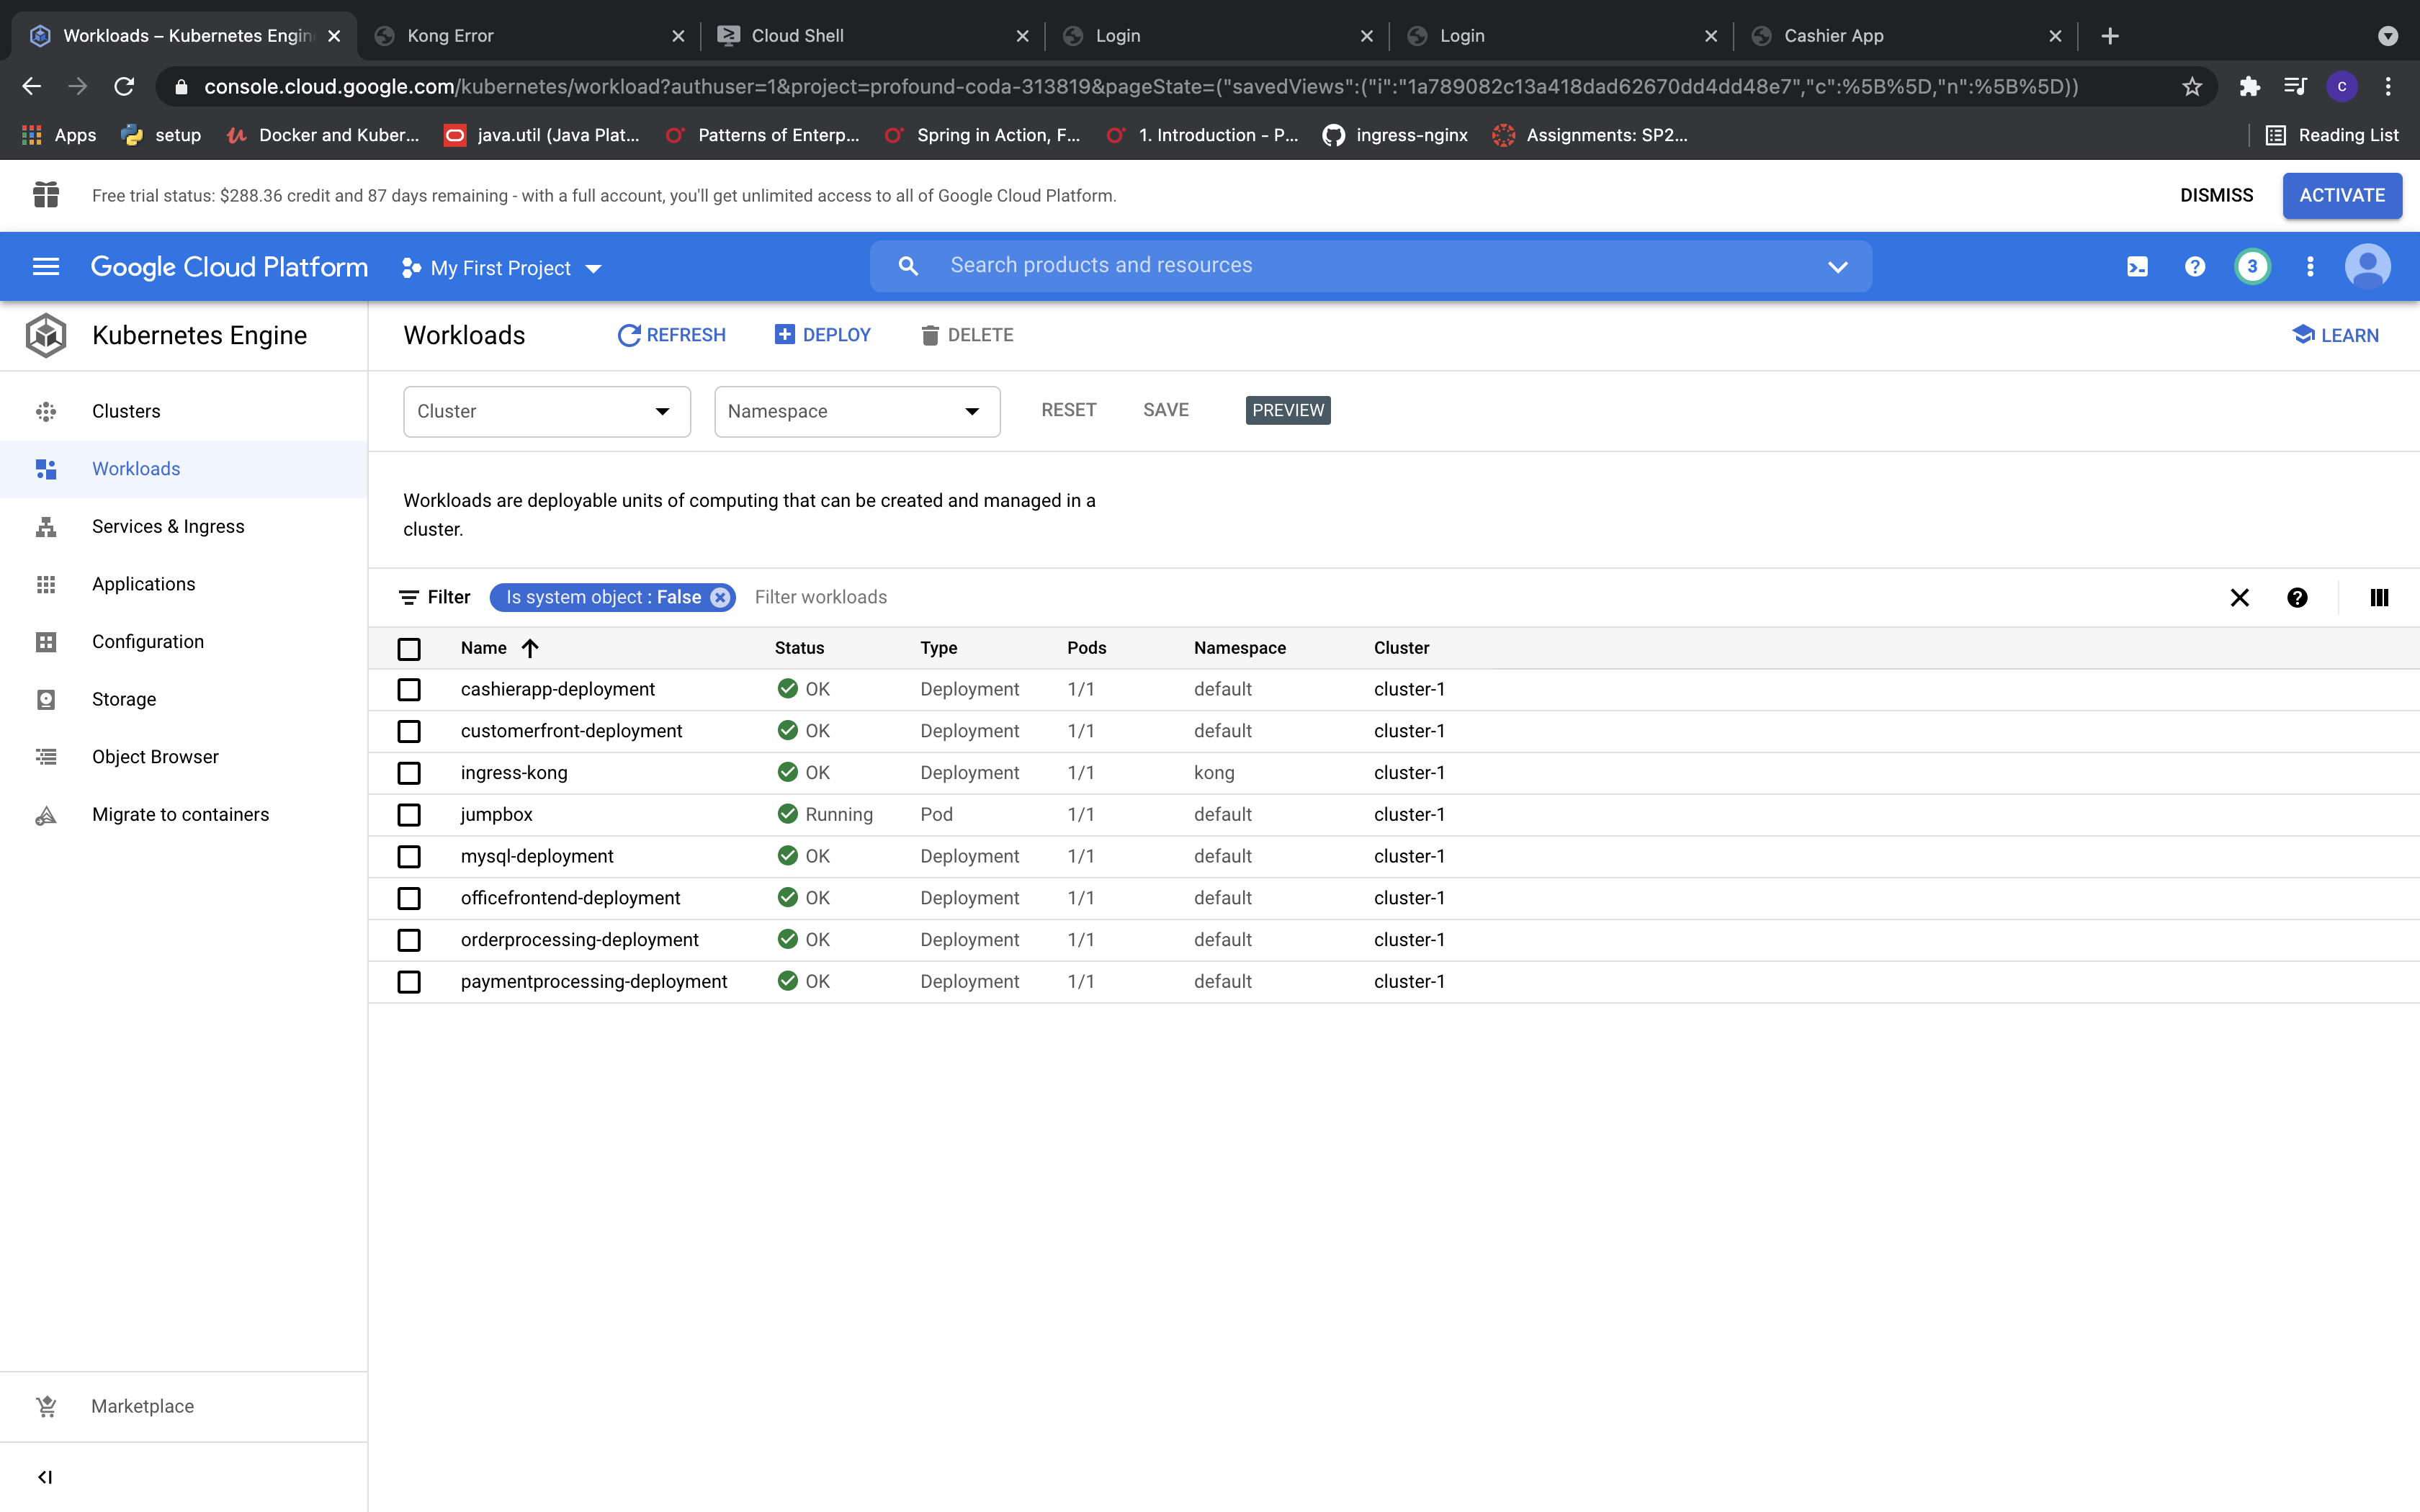 Workloads – Kubernetes Engin
Kong Error
Cloud Shell
Login
Login
Cashier App
console.cloud.google.com/kubernetes/workload?authuser=1&project=profound-coda-313819&pageState=("savedViews":("i":"1a789082c13a418dad62670dd4dd48e7","c":%5B%5D,"n":%5B%5D))
C
Apps
setup
Docker and Kuber...
java.util (Java Plat...
Patterns of Enterp...
Spring in Action, F...
1. Introduction - P...
ingress-nginx
Assignments: SP2...
Reading List
Free trial status: $288.36 credit and 87 days remaining - with a full account, you'll get unlimited access to all of Google Cloud Platform.
DISMISS
ACTIVATE
Google Cloud Platform
My First Project
Search products and resources
3
Kubernetes Engine
Workloads
REFRESH
DEPLOY
DELETE
LEARN
Clusters
Workloads
Services & Ingress
Applications
Configuration
Storage
Object Browser
Migrate to containers
Marketplace
Cluster
Namespace
RESET
SAVE
PREVIEW
Workloads are deployable units of computing that can be created and managed in a
cluster.
Filter
Is system object : False
Filter workloads
Name Status Type Pods Namespace Cluster
cashierapp-deployment OK Deployment 1/1 default cluster-1
customerfront-deployment OK Deployment 1/1 default cluster-1
ingress-kong OK Deployment 1/1 kong cluster-1
jumpbox Running Pod 1/1 default cluster-1
mysql-deployment OK Deployment 1/1 default cluster-1
officefrontend-deployment OK Deployment 1/1 default cluster-1
orderprocessing-deployment OK Deployment 1/1 default cluster-1
paymentprocessing-deployment OK Deployment 1/1 default cluster-1